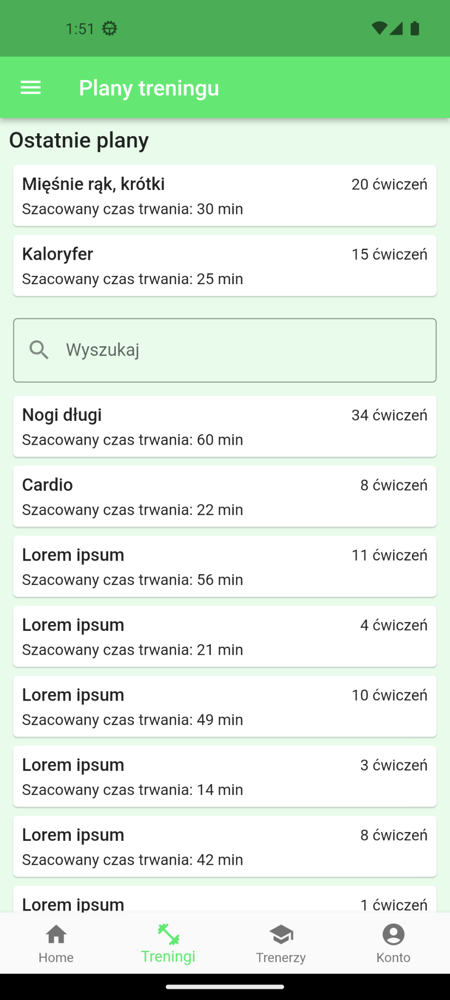 1:51
Plany treningu
Ostatnie plany
Mięśnie rąk, krótki 20 ćwiczeń
Szacowany czas trwania: 30 min
Kaloryfer 15 ćwiczeń
Szacowany czas trwania: 25 min
Wyszukaj
Nogi długi 34 ćwiczeń
Szacowany czas trwania: 60 min
Cardio 8 ćwiczeń
Szacowany czas trwania: 22 min
Lorem ipsum 11 ćwiczeń
Szacowany czas trwania: 56 min
Lorem ipsum 4 ćwiczeń
Szacowany czas trwania: 21 min
Lorem ipsum 10 ćwiczeń
Szacowany czas trwania: 49 min
Lorem ipsum 3 ćwiczeń
Szacowany czas trwania: 14 min
Lorem ipsum 8 ćwiczeń
Szacowany czas trwania: 42 min
Lorem ipsum 1 ćwiczeń
Home Treningi Trenerzy Konto